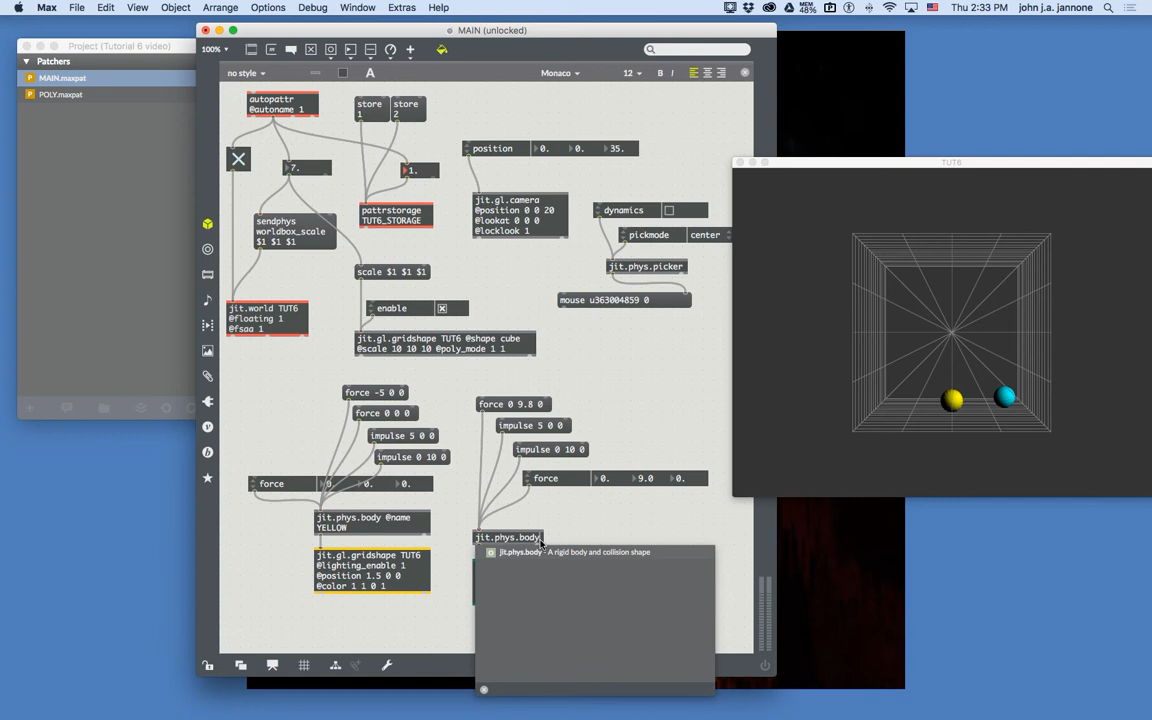 Max File Edit View Object Arrange Options Debug Window Extras Help
MEM 48% Thu 2:33 PM john j.a. jannone
Project (Tutorial 6 video)
Patchers
MAIN.maxpat
POLY.maxpat
MAIN (unlocked)
100%
no style
A
Monaco
12
B I
autopattr
@autoname 1
store
1
store
2
position 0. 0. 35.
7.
1.
jit.gl.camera
@position 0 0 20
@lookat 0 0 0
@locklook 1
pattrstorage
TUT6_STORAGE
dynamics
sendphys
worldbox_scale
$1 $1 $1
pickmode center
jit.phys.picker
scale $1 $1 $1
mouse u363004859 0
enable
jit.world TUT6
@floating 1
@fsaa 1
jit.gl.gridshape TUT6 @shape cube
@scale 10 10 10 @poly_mode 1 1
force -5 0 0
force 0 0 0
impulse 5 0 0
impulse 0 10 0
force 0 9.8 0
impulse 5 0 0
impulse 0 10 0
force 0. 0. 0.
force 0. 9.0 0.
jit.phys.body @name
YELLOW
jit.phys.body
jit.phys.body - A rigid body and collision shape
jit.gl.gridshape TUT6
@lighting_enable 1
@position 1.5 0 0
@color 1 1 0 1
TUT6